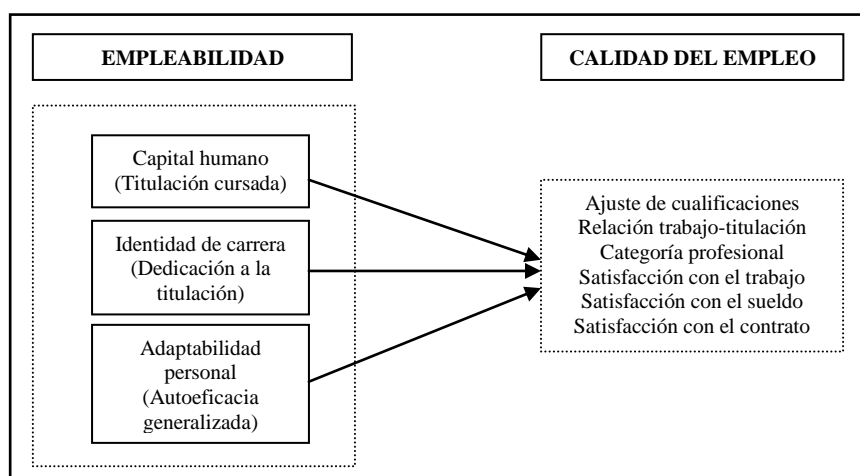 EMPLEABILIDAD
Capital humano
(Titulación cursada)
Identidad de carrera
(Dedicación a la
titulación)
Adaptabilidad
personal
(Autoeficacia
generalizada)
CALIDAD DEL EMPLEO
Ajuste de cualificaciones
Relación trabajo-titulación
Categoría profesional
Satisfacción con el trabajo
Satisfacción con el sueldo
Satisfacción con el contrato